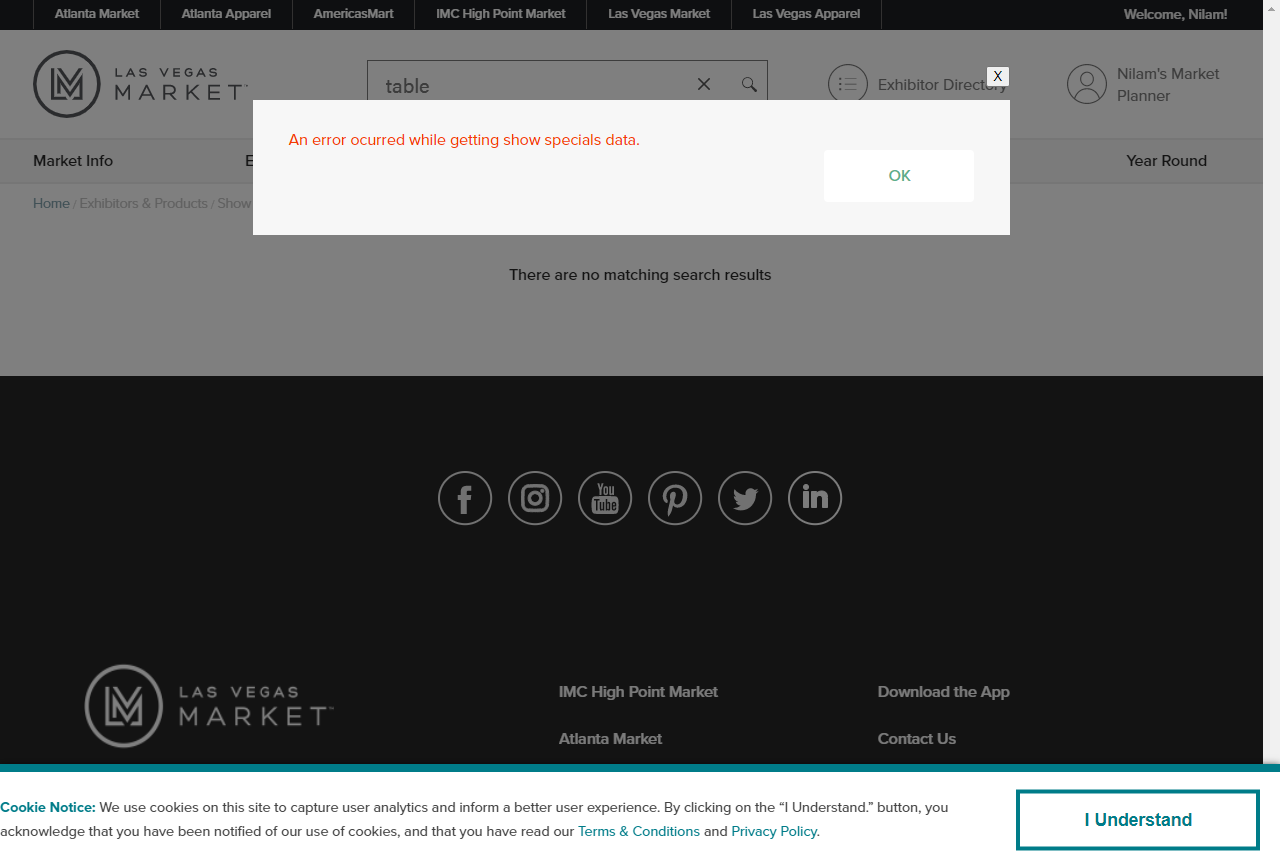 Atlanta Market
Atlanta Apparel
AmericasMart
IMC High Point Market
Las Vegas Market
Las Vegas Apparel
Welcome, Nilam!
LAS VEGAS
MARKET
table
X
Exhibitor Directory
Nilam's Market
Planner
An error ocurred while getting show specials data.
OK
Market Info
E
Year Round
Home / Exhibitors & Products / Show
There are no matching search results
You
Tube
LAS VEGAS
MARKET™
IMC High Point Market
Download the App
Atlanta Market
Contact Us
Cookie Notice: We use cookies on this site to capture user analytics and inform a better user experience. By clicking on the “I Understand.” button, you
acknowledge that you have been notified of our use of cookies, and that you have read our Terms & Conditions and Privacy Policy.
I Understand